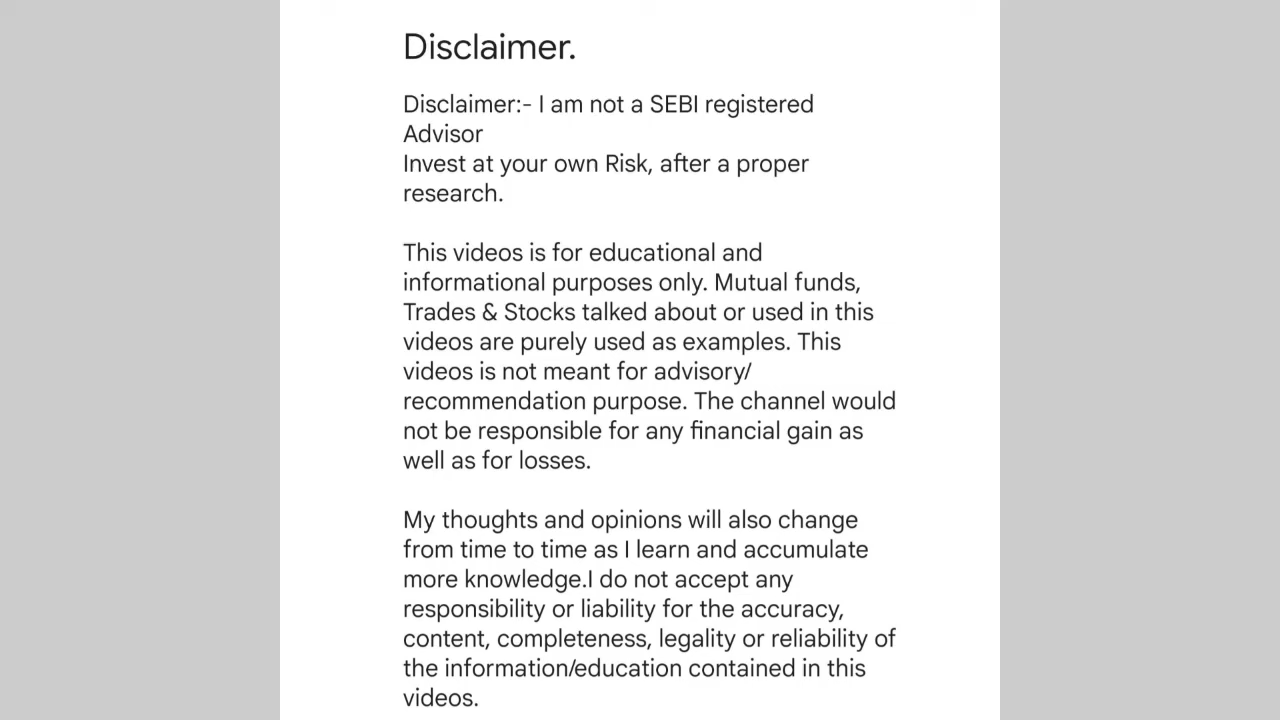 Disclaimer.
Disclaimer:- I am not a SEBI registered
Advisor
Invest at your own Risk, after a proper
research.
This videos is for educational and
informational purposes only. Mutual funds,
Trades & Stocks talked about or used in this
videos are purely used as examples. This
videos is not meant for advisory/
recommendation purpose. The channel would
not be responsible for any financial gain as
well as for losses.
My thoughts and opinions will also change
from time to time as I learn and accumulate
more knowledge.I do not accept any
responsibility or liability for the accuracy,
content, completeness, legality or reliability of
the information/education contained in this
videos.